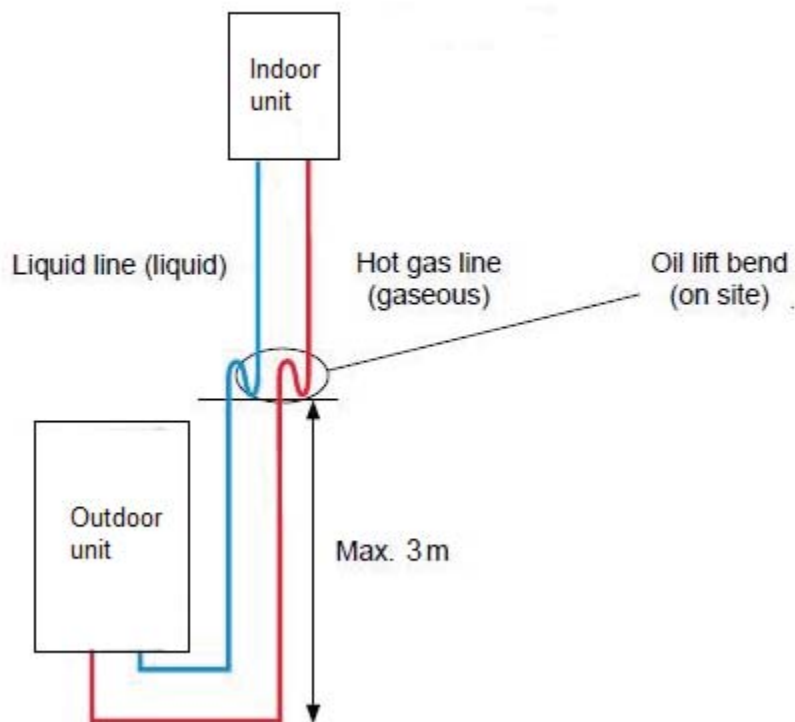 Indoor
unit
Liquid line (liquid)
Hot gas line
(gaseous)
Oil lift bend
(on site)
Outdoor
unit
Max. 3 m